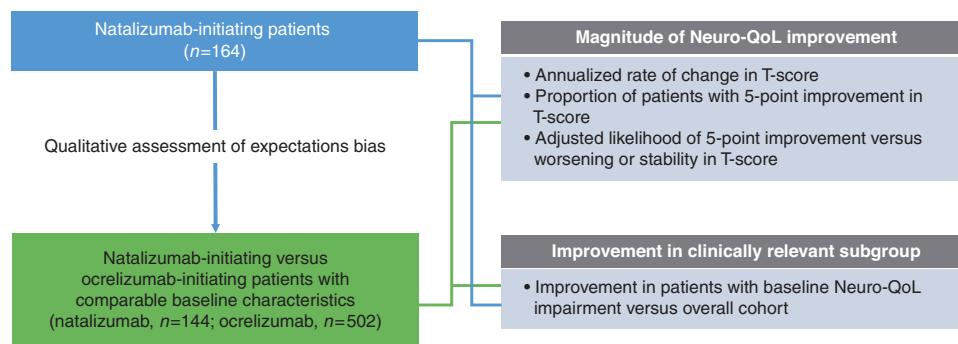 Natalizumab-initiating patients
(n=164)
Qualitative assessment of expectations bias
Natalizumab-initiating versus
ocrelizumab-initiating patients with
comparable baseline characteristics
(natalizumab, n=144; ocrelizumab, n=502)
Magnitude of Neuro-QoL improvement
• Annualized rate of change in T-score
• Proportion of patients with 5-point improvement in
T-score
• Adjusted likelihood of 5-point improvement versus
worsening or stability in T-score
Improvement in clinically relevant subgroup
• Improvement in patients with baseline Neuro-QoL
impairment versus overall cohort